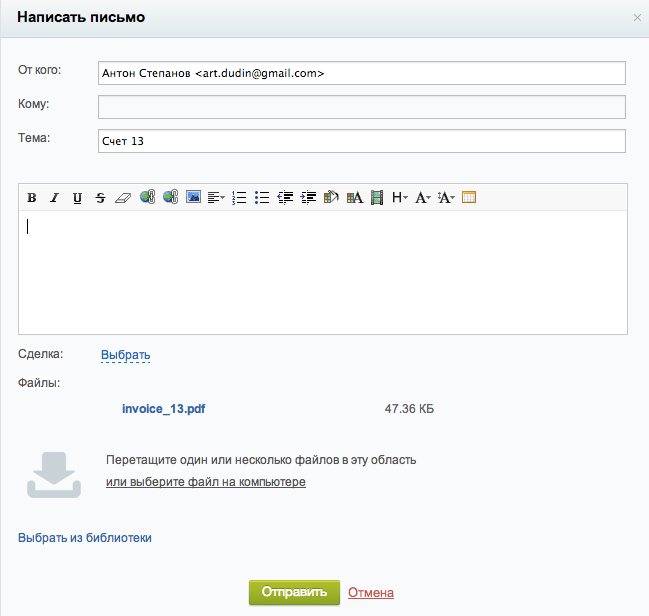 Написать письмо ×
От кого: Антон Степанов <art.dudin@gmail.com>
Кому:
Тема: Счет 13
B I U S H A A
Сделка: Выбрать
Файлы:
invoice_13.pdf 47.36 КБ
Перетащите один или несколько файлов в эту область
или выберите файл на компьютере
Выбрать из библиотеки
Отправить Отмена